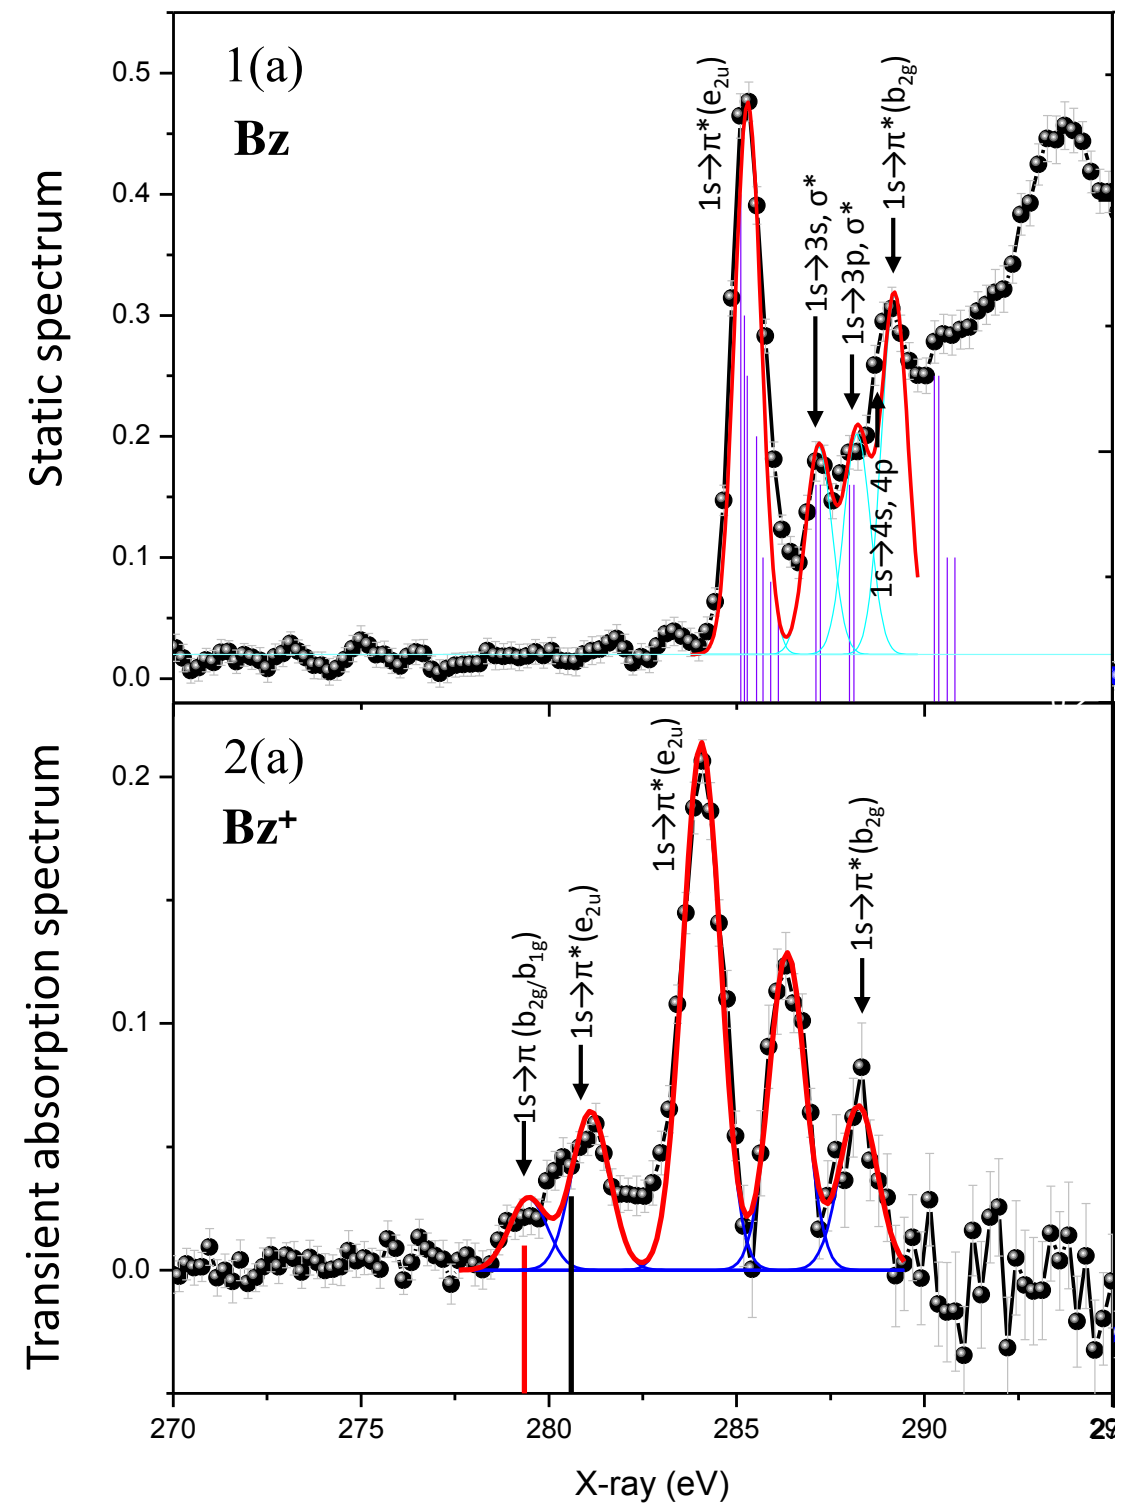 1(a)
Bz
Static spectrum
0.5
0.4
0.3
0.2
0.1
0.0
1s→π*(e2u)
1s→3s, σ*
1s→3p, σ*
1s→4s, 4p
1s→π*(b2g)
2(a)
Bz+
Transient absorption spectrum
0.2
0.1
0.0
1s→π (b2g/b1g)
1s→π*(e2u)
1s→π*(e2u)
1s→π*(b2g)
270
275
280
285
290
X-ray (eV)